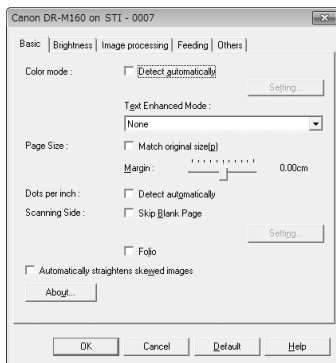 Canon DR-M160 on STI - 0007
Basic Brightness Image processing Feeding Others
Color mode : Detect automatically
Setting...
Text Enhanced Mode :
None
Page Size : Match original size(p)
Margin : 0.00cm
Dots per inch : Detect automatically
Scanning Side : Skip Blank Page
Setting...
Folio
Automatically straightens skewed images
About...
OK Cancel Default Help